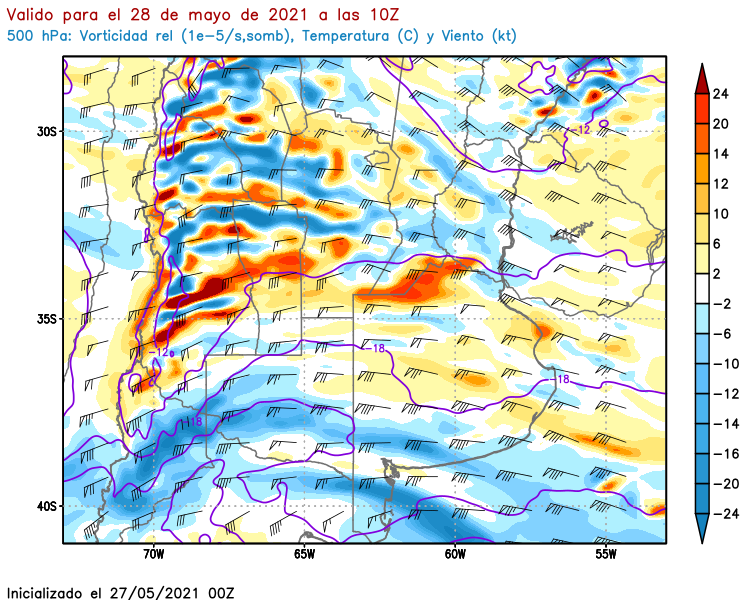 Valido para el 28 de mayo de 2021 a las 10Z
500 hPa: Vorticidad rel (1e-5/s,somb), Temperatura (C) y Viento (kt)
30S
35S
40S
70W
65W
60W
55W
-12
-12
-18
18
18
24
20
14
12
10
6
2
-2
-6
-10
-12
-14
-16
-20
-24
Inicializado el 27/05/2021 00Z